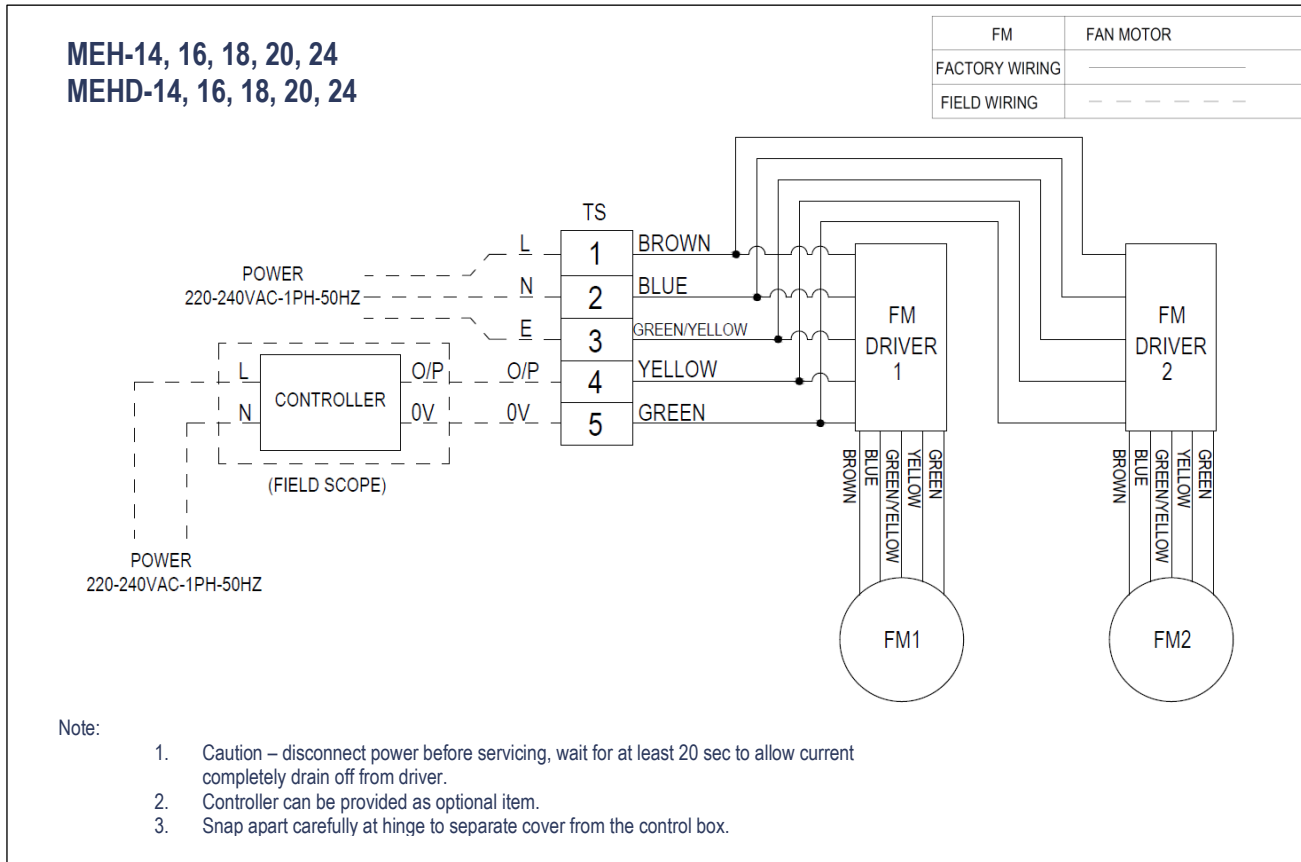 MEH-14, 16, 18, 20, 24
MEHD-14, 16, 18, 20, 24
FM FAN MOTOR
FACTORY WIRING
FIELD WIRING
TS
L 1 BROWN
POWER
220-240VAC-1PH-50HZ
N 2 BLUE
E 3 GREEN/YELLOW
L O/P O/P 4 YELLOW
CONTROLLER
N 0V 0V 5 GREEN
(FIELD SCOPE)
POWER
220-240VAC-1PH-50HZ
FM
DRIVER
1
FM
DRIVER
2
BROWN
BLUE
GREEN/YELLOW
YELLOW
GREEN
BROWN
BLUE
GREEN/YELLOW
YELLOW
GREEN
FM1
FM2
Note:
1. Caution – disconnect power before servicing, wait for at least 20 sec to allow current
completely drain off from driver.
2. Controller can be provided as optional item.
3. Snap apart carefully at hinge to separate cover from the control box.